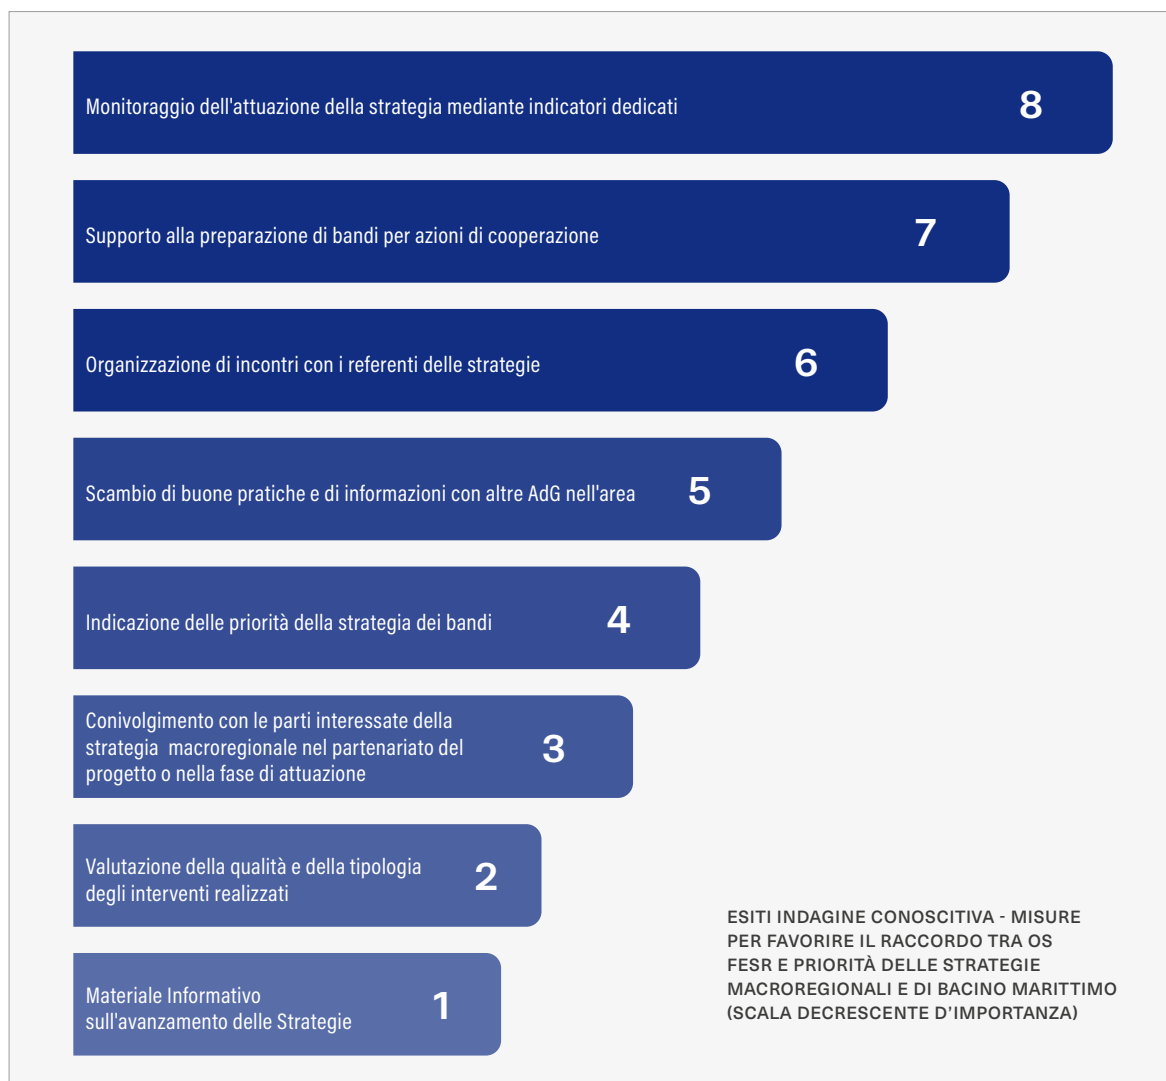 Monitoraggio dell'attuazione della strategia mediante indicatori dedicati
8
Supporto alla preparazione di bandi per azioni di cooperazione
7
Organizzazione di incontri con i referenti delle strategie
6
Scambio di buone pratiche e di informazioni con altre AdG nell'area
5
Indicazione delle priorità della strategia dei bandi
4
Conivolgimento con le parti interessate della
strategia macroregionale nel partenariato del
progetto o nella fase di attuazione
3
Valutazione della qualità e della tipologia
degli interventi realizzati
2
Materiale Informativo
sull'avanzamento delle Strategie
1
ESITI INDAGINE CONOSCITIVA - MISURE
PER FAVORIRE IL RACCORDO TRA OS
FESR E PRIORITÀ DELLE STRATEGIE
MACROREGIONALI E DI BACINO MARITTIMO
(SCALA DECRESCENTE D'IMPORTANZA)